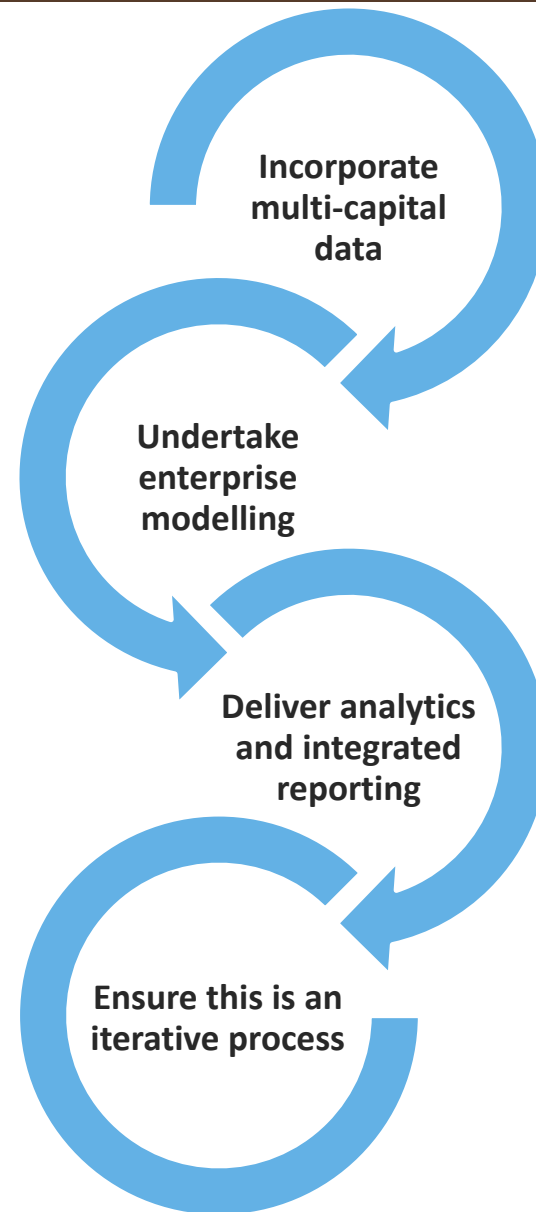 Incorporate
multi-capital
data
Undertake
enterprise
modelling
Deliver analytics
and integrated
reporting
Ensure this is an
iterative process